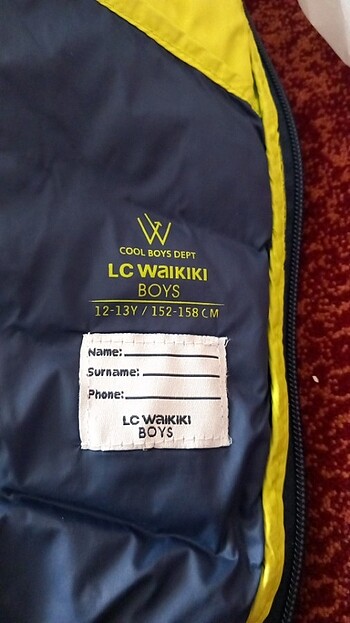 COOL BOYS DEPT
LC WAIKIKI
BOYS
12-13Y / 152-158 CM
Name:
Surname:
Phone:
LC WAIKIKI
BOYS